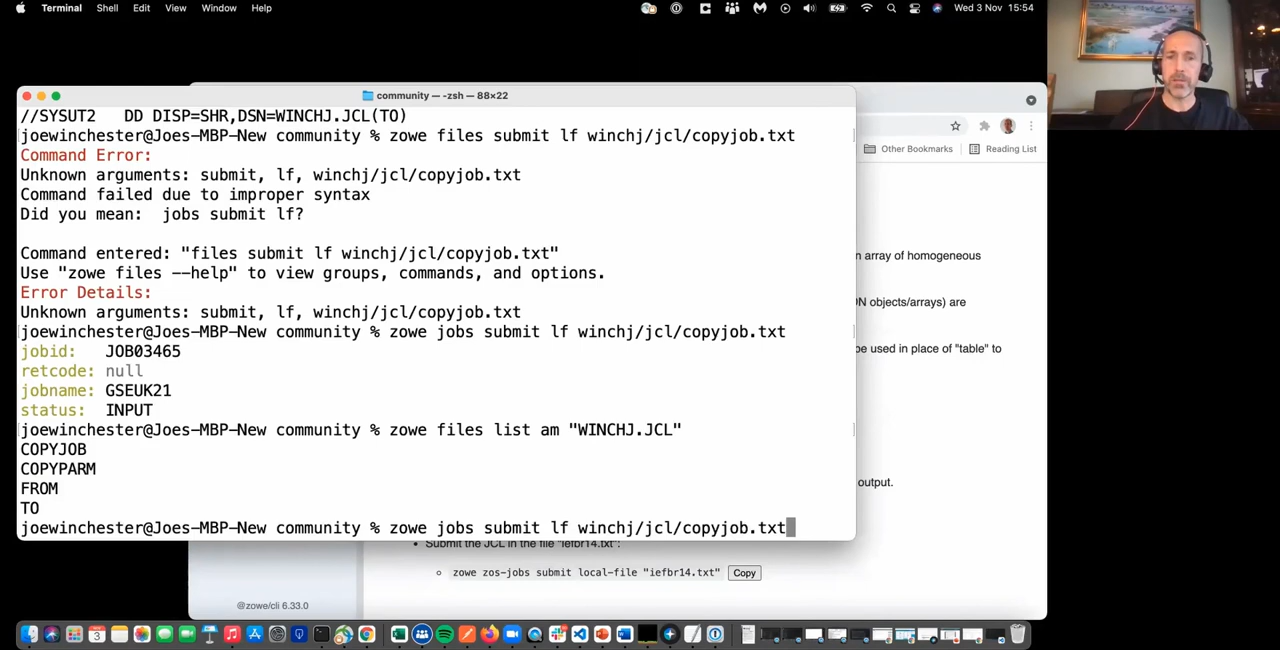 Terminal Shell Edit View Window Help Wed 3 Nov 15:54
community — -zsh — 88×22
//SYSUT2   DD DISP=SHR,DSN=WINCHJ.JCL(TO)
joewinchester@Joes-MBP-New community % zowe files submit lf winchj/jcl/copyjob.txt
Command Error:
Unknown arguments: submit, lf, winchj/jcl/copyjob.txt
Command failed due to improper syntax
Did you mean:  jobs submit lf?
Command entered: "files submit lf winchj/jcl/copyjob.txt"
Use "zowe files --help" to view groups, commands, and options.
Error Details:
Unknown arguments: submit, lf, winchj/jcl/copyjob.txt
joewinchester@Joes-MBP-New community % zowe jobs submit lf winchj/jcl/copyjob.txt
jobid:   JOB03465
retcode: null
jobname: GSEUK21
status:  INPUT
joewinchester@Joes-MBP-New community % zowe files list am "WINCHJ.JCL"
COPYJOB
COPYPARM
FROM
TO
joewinchester@Joes-MBP-New community % zowe jobs submit lf winchj/jcl/copyjob.txt
Other Bookmarks Reading List
n array of homogeneous
ON objects/arrays) are
be used in place of "table" to
output.
Submit the JCL in the file "iefbr14.txt":
zowe zos-jobs submit local-file "iefbr14.txt" Copy
@zowe/cli 6.33.0